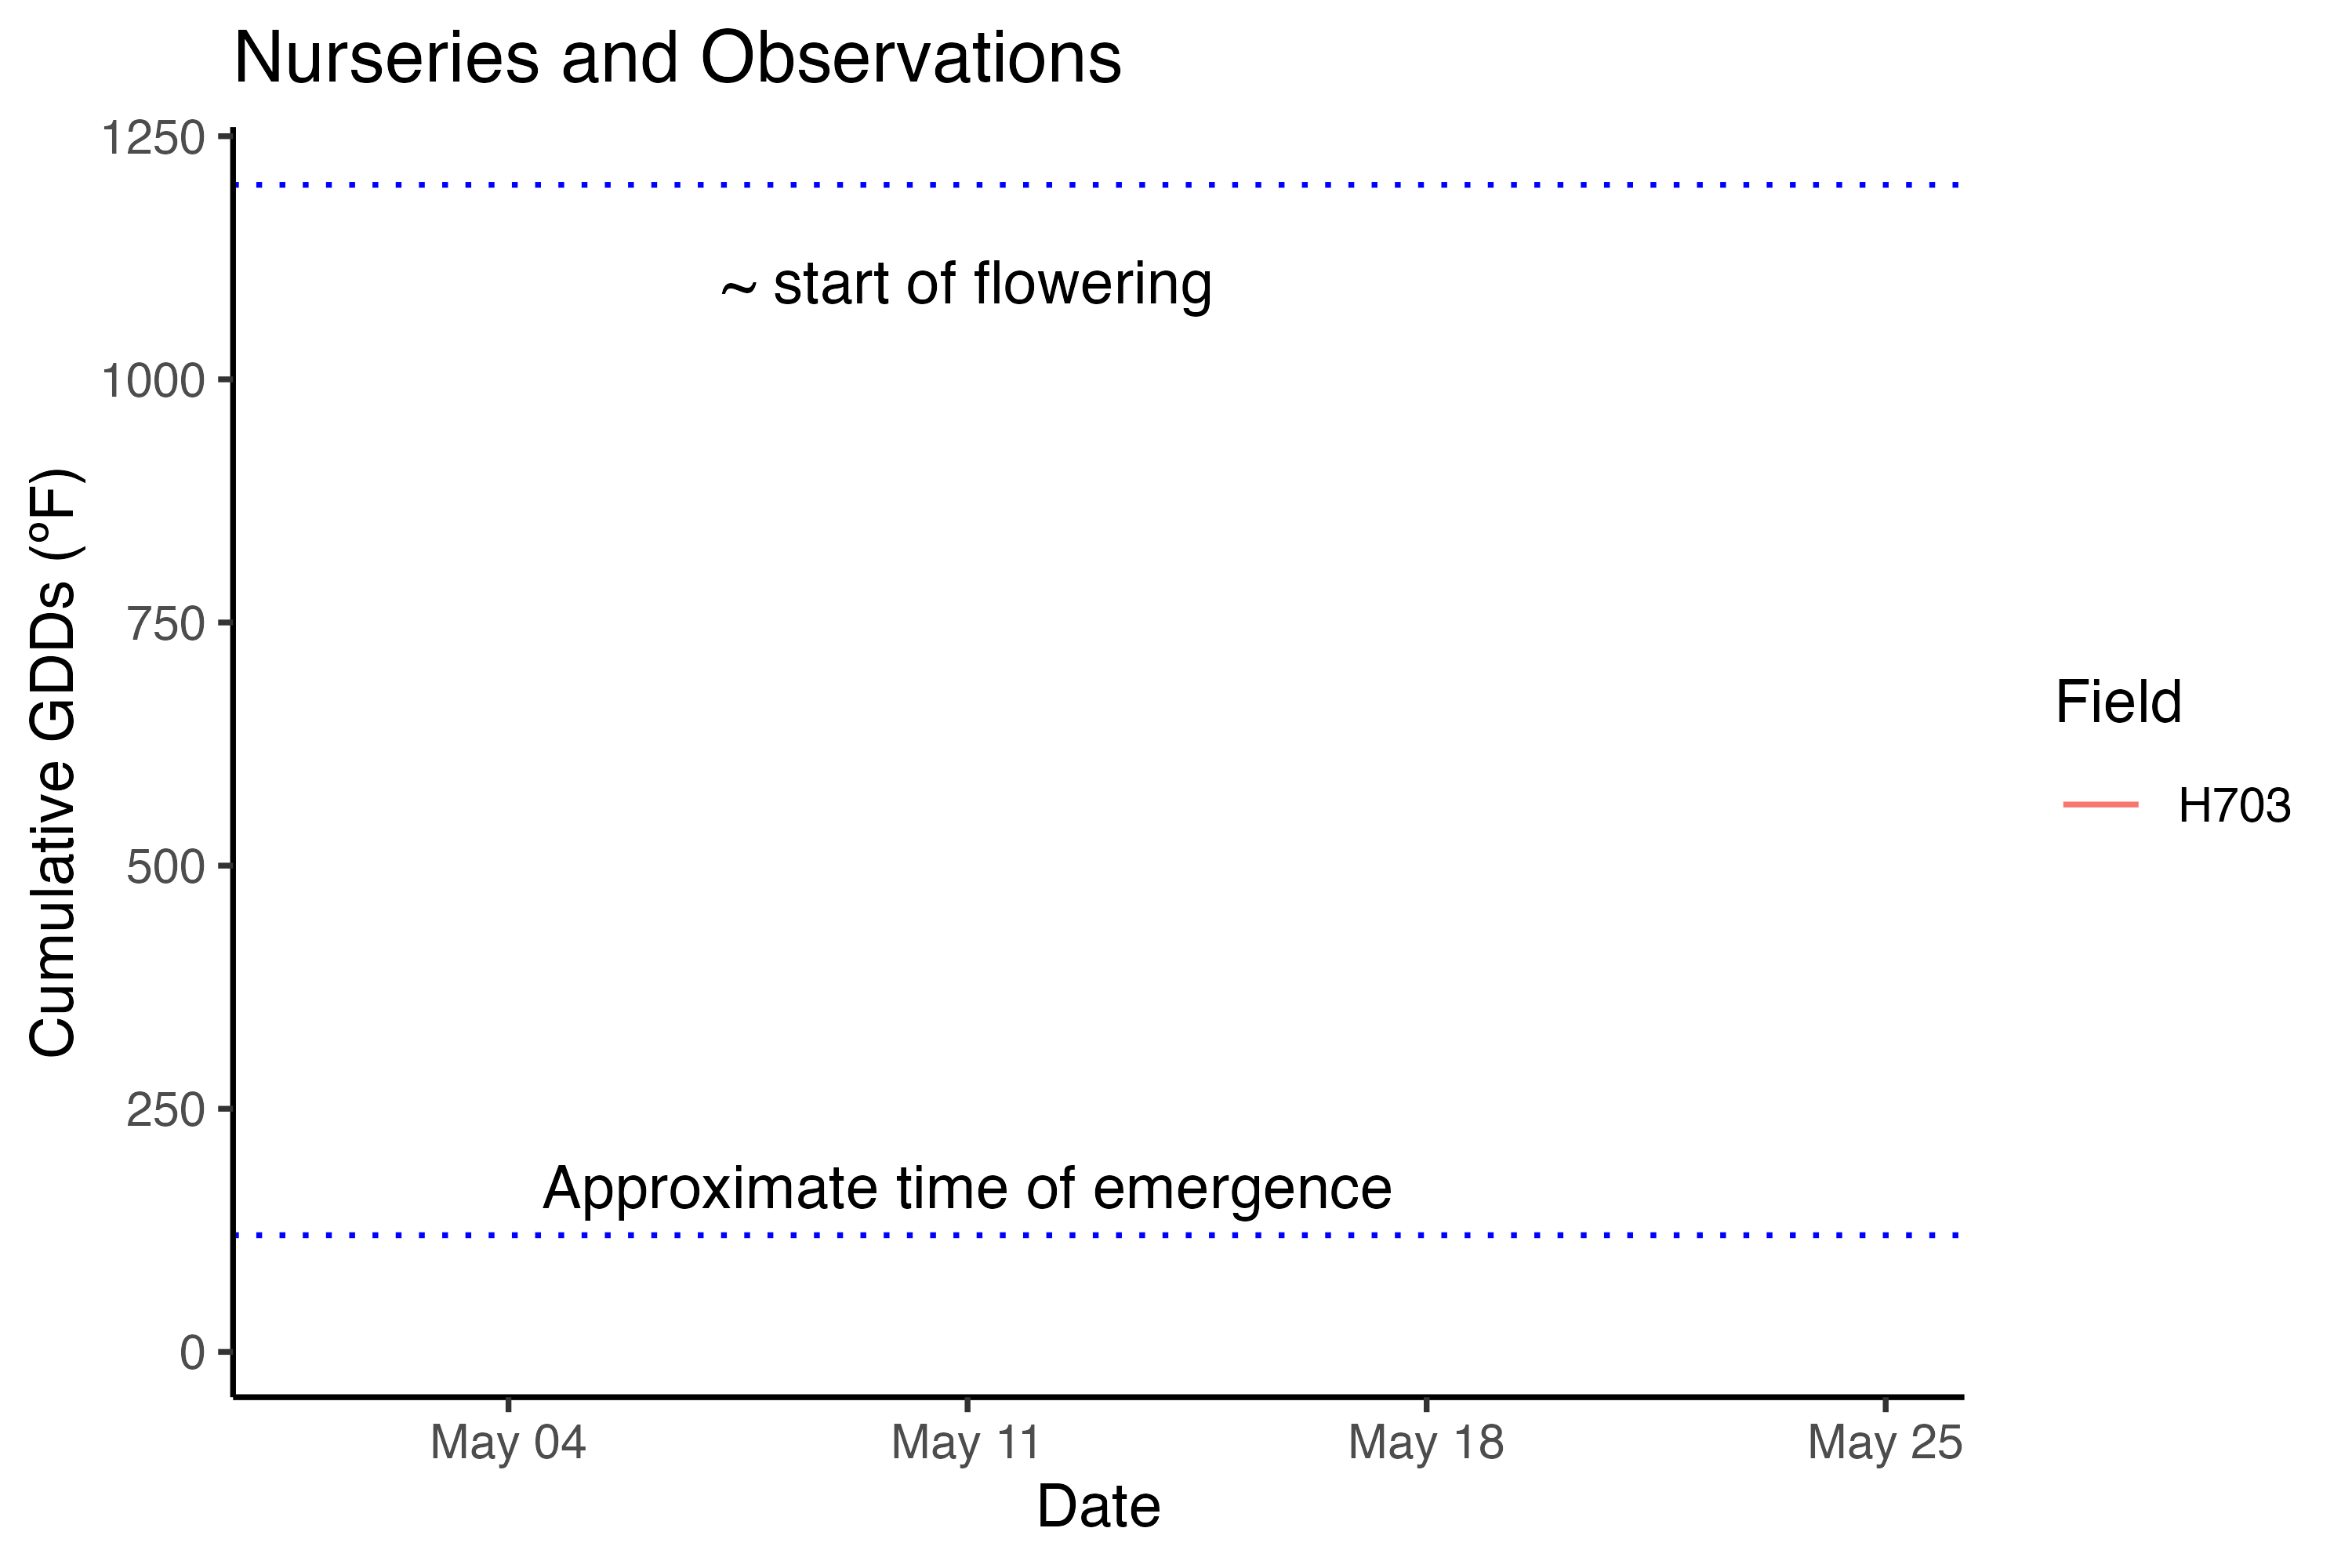 Nurseries and Observations
Cumulative GDDs (ºF)
1250
1000
750
500
250
0
~ start of flowering
Approximate time of emergence
May 04
May 11
May 18
May 25
Date
Field
H703